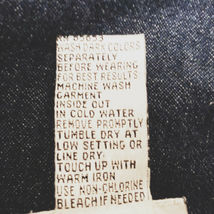 WASH DARK COLORS
SEPARATELY
BEFORE WEARING
FOR BEST RESULTS
MACHINE WASH
GARMENT
INSIDE OUT
IN COLD WATER
REMOVE PROMPTLY
TUMBLE DRY AT
LOW SETTING OR
LINE DRY.
TOUCH UP WITH
WARM IRON
USE NON-CHLORINE
BLEACH IF NEEDED